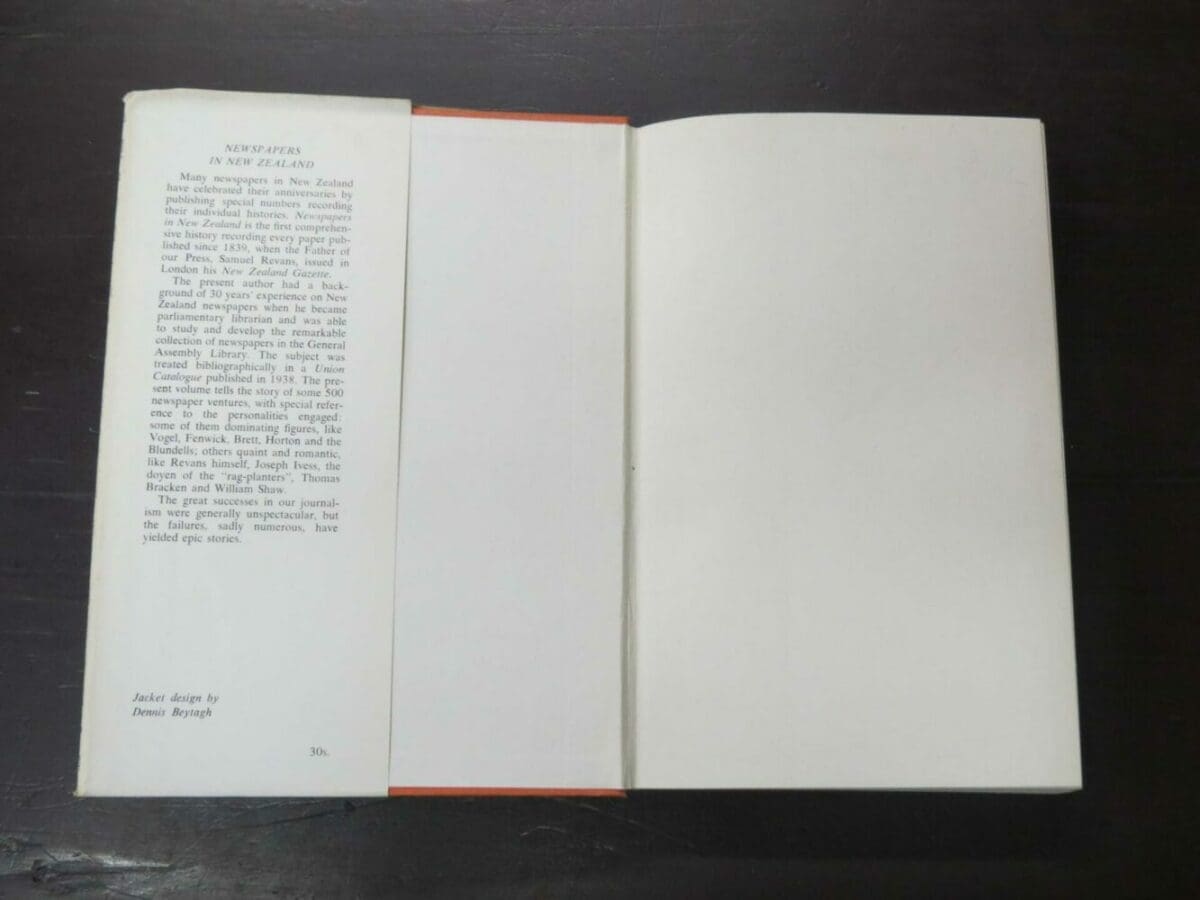 NEWSPAPERS
IN NEW ZEALAND
Many newspapers in New Zealand
have celebrated their anniversaries by
publishing special numbers recording
their individual histories. Newspapers
in New Zealand is the first comprehen-
sive history recording every paper pub-
lished since 1839, when the Father of
our Press, Samuel Revans, issued in
London his New Zealand Gazette.
The present author had a back-
ground of 30 years' experience on New
Zealand newspapers when he became
parliamentary librarian and was able
to study and develop the remarkable
collection of newspapers in the General
Assembly Library. The subject was
treated bibliographically in a Union
Catalogue published in 1938. The pre-
sent volume tells the story of some 500
newspaper ventures, with special refer-
ence to the personalities engaged:
some of them dominating figures, like
Vogel, Fenwick, Brett, Horton and the
Blundells; others quaint and romantic,
like Revans himself, Joseph Ivess, the
doyen of the "rag-planters", Thomas
Bracken and William Shaw.
The great successes in our journal-
ism were generally unspectacular, but
the failures, sadly numerous, have
yielded epic stories.
Jacket design by
Dennis Beytagh
30s.